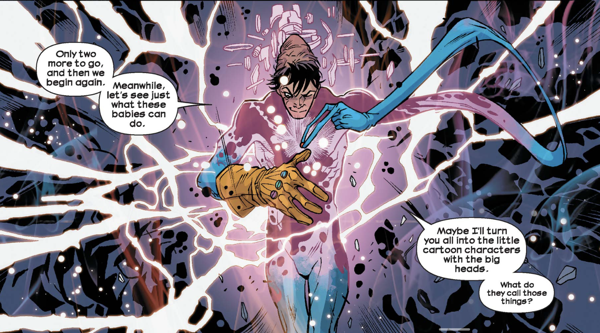 Only two
more to go,
and then we
begin again.
Meanwhile,
let's see just
what these
babies can
do.
Maybe I'll turn
you all into the little
cartoon characters
with the big
heads.
What do
they call those
things?